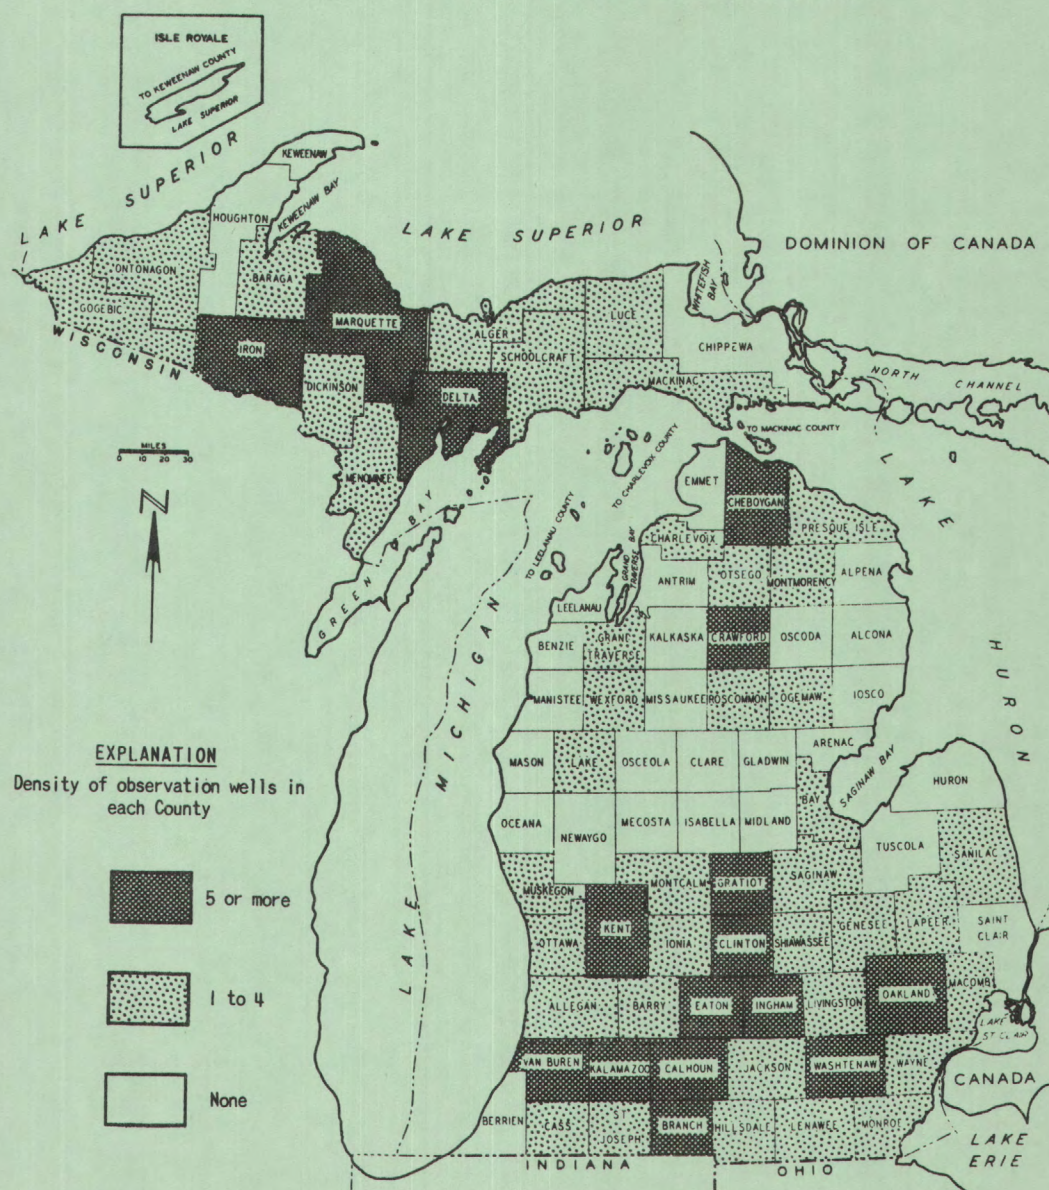 ISLE ROYALE
TO KEWEENAW COUNTY
LAKE SUPERIOR
LAKE SUPERIOR
KEWEENAW
KEWEENAW BAY
HOUGHTON
LAKE SUPERIOR
DOMINION OF CANADA
ONTONAGON
BARAGA
GOGEBIC
WISCONSIN
MARQUETTE
IRON
ALGER
LUCE
WHITEFISH BAY
SCHOOLCRAFT
CHIPPEWA
DICKINSON
DELTA
MACKINAC
NORTH CHANNEL
TO MACKINAC COUNTY
MENOMINEE
MILES
0 10 20 30
N
GREEN BAY
TO LEELANAU COUNTY
TO CHARLEVOIX COUNTY
GRAND TRAVERSE BAY
LAKE HURON
LAKE MICHIGAN
EMMET
CHEBOYGAN
PRESQUE ISLE
CHARLEVOIX
ANTRIM
OTSEGO
MONTMORENCY
ALPENA
LEELANAU
BENZIE
GRAND
TRAVERSE
KALKASKA
CRAWFORD
OSCODA
ALCONA
MANISTEE
WEXFORD
MISSAUKEE
ROSCOMMON
OGEMAW
IOSCO
ARENAC
MASON
LAKE
OSCEOLA
CLARE
GLADWIN
SAGINAW BAY
HURON
BAY
OCEANA
NEWAYGO
MECOSTA
ISABELLA
MIDLAND
TUSCOLA
SANILAC
MUSKEGON
MONTCALM
GRATIOT
SAGINAW
KENT
OTTAWA
IONIA
CLINTON
SHIAWASSEE
GENESEE
LAPEER
SAINT
CLAIR
ALLEGAN
BARRY
EATON
INGHAM
LIVINGSTON
OAKLAND
MACOMB
LAKE
ST CLAIR
VAN BUREN
KALAMAZOO
CALHOUN
JACKSON
WASHTENAW
WAYNE
CANADA
BERRIEN
CASS
ST
JOSEPH
BRANCH
HILLSDALE
LENAWEE
MONROE
LAKE
ERIE
INDIANA
OHIO
EXPLANATION
Density of observation wells in
each County
5 or more
1 to 4
None